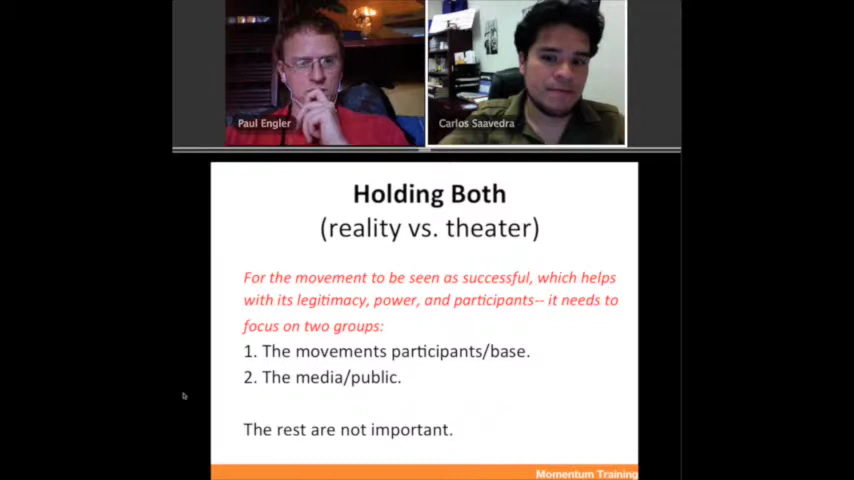 Paul Engler
Carlos Saavedra
Holding Both
(reality vs. theater)
For the movement to be seen as successful, which helps
with its legitimacy, power, and participants-- it needs to
focus on two groups:
1. The movements participants/base.
2. The media/public.
The rest are not important.
Momentum Training